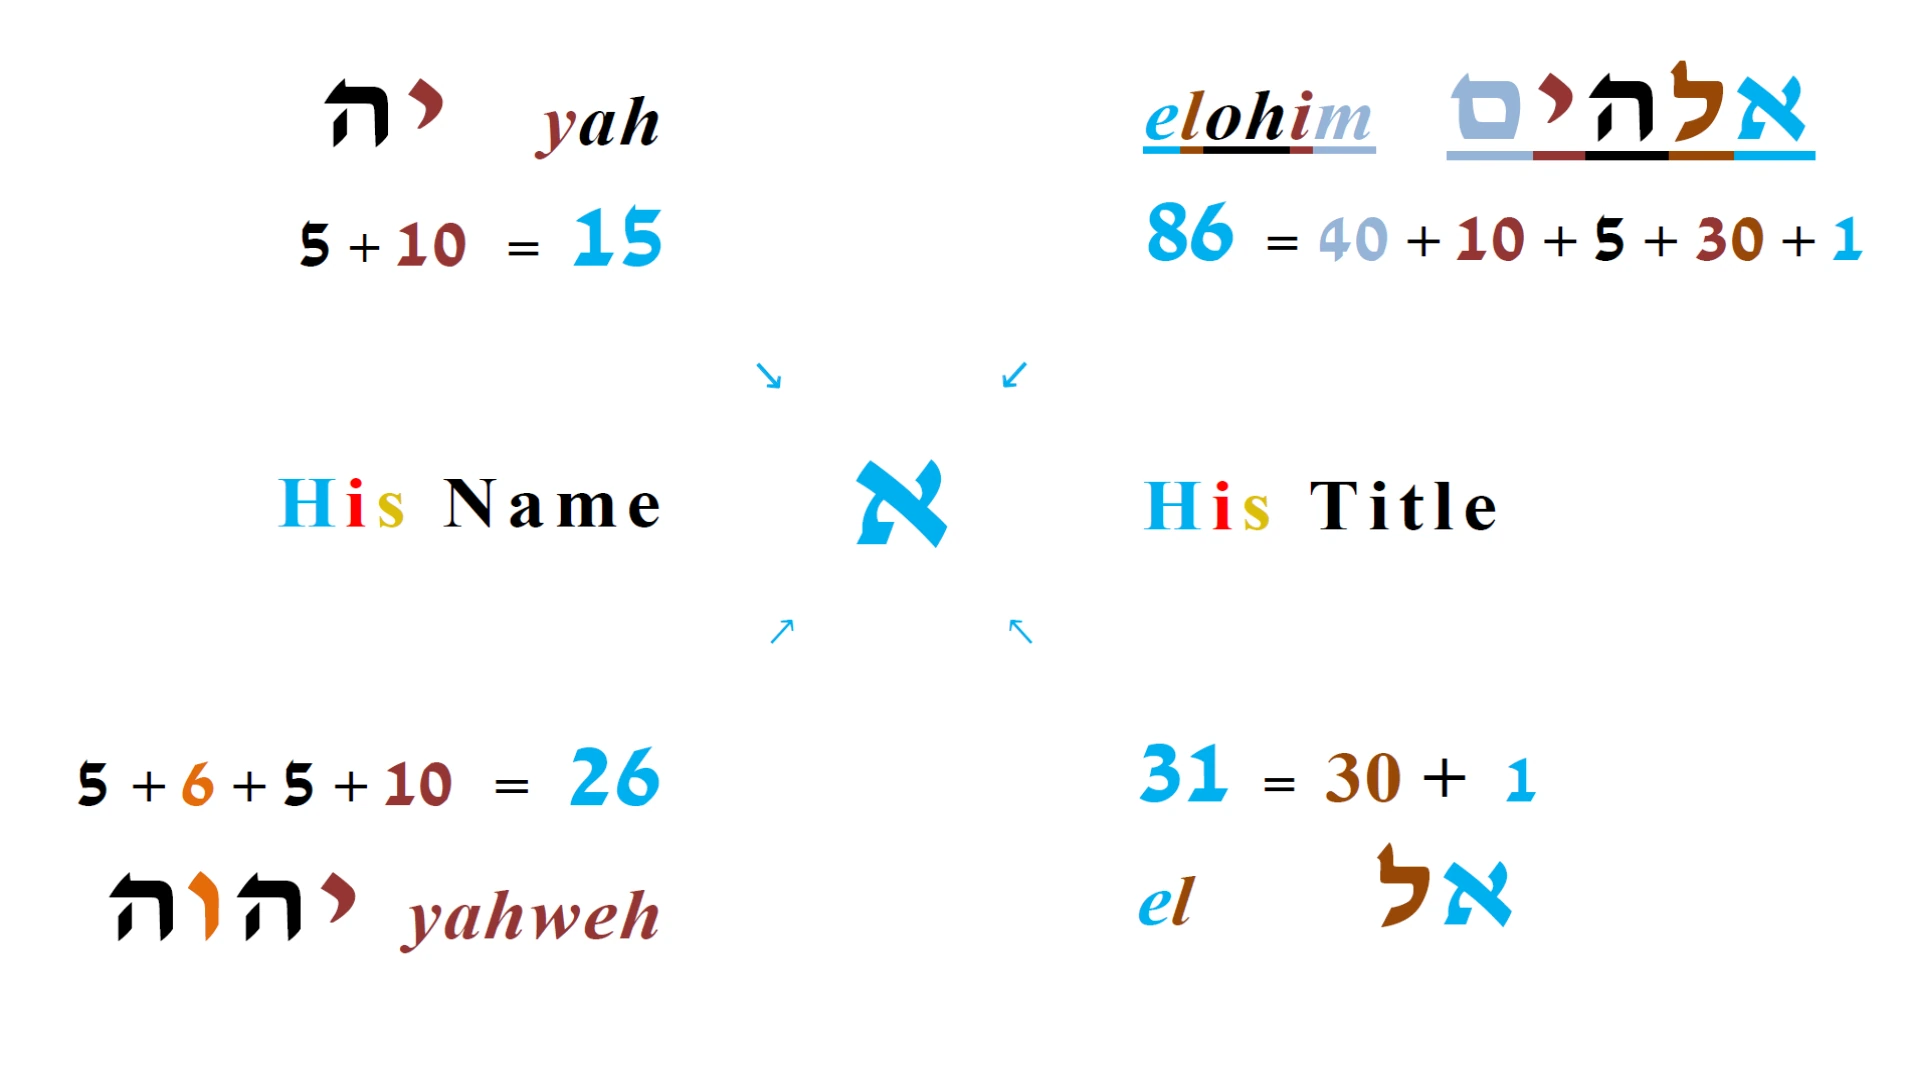 יה yah
5 + 10 = 15
elohim אלהים
86 = 40 + 10 + 5 + 30 + 1
↘ ↙
His Name א His Title
↗ ↖
5 + 6 + 5 + 10 = 26
יהוה yahweh
31 = 30 + 1
el אל